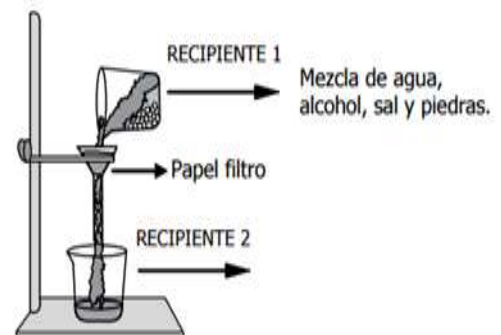 RECIPIENTE 1
Mezcla de agua,
alcohol, sal y piedras.
Papel filtro
RECIPIENTE 2